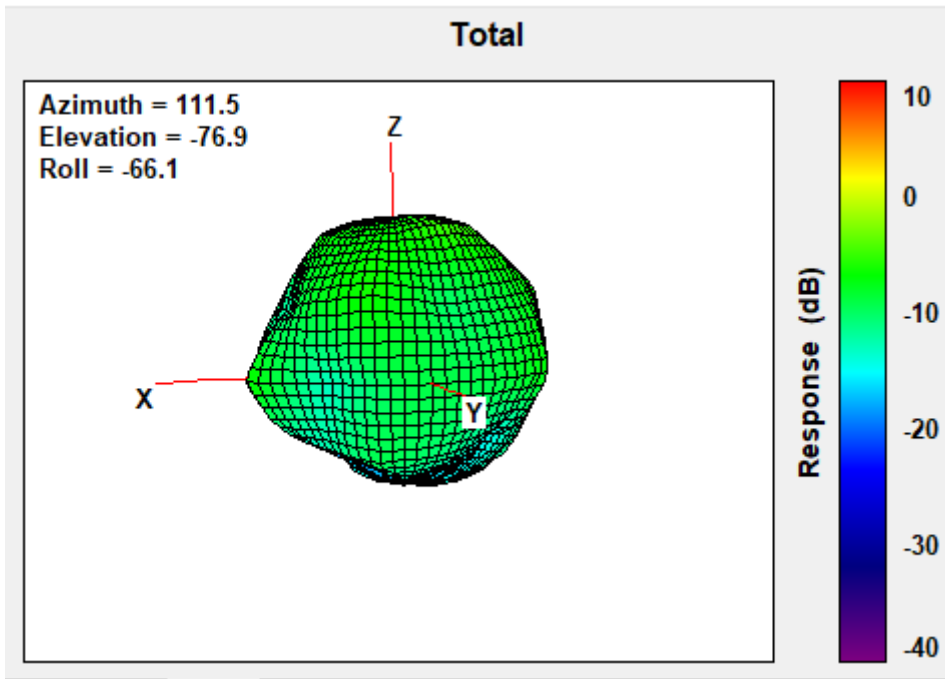 Total
Azimuth = 111.5
Elevation = -76.9
Roll = -66.1
Z
X
Y
Response (dB)
10
0
-10
-20
-30
-40